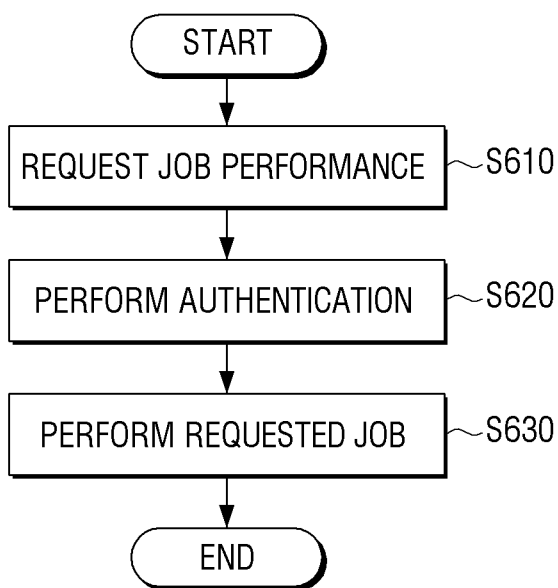 START
REQUEST JOB PERFORMANCE
S610
PERFORM AUTHENTICATION
S620
PERFORM REQUESTED JOB
S630
END